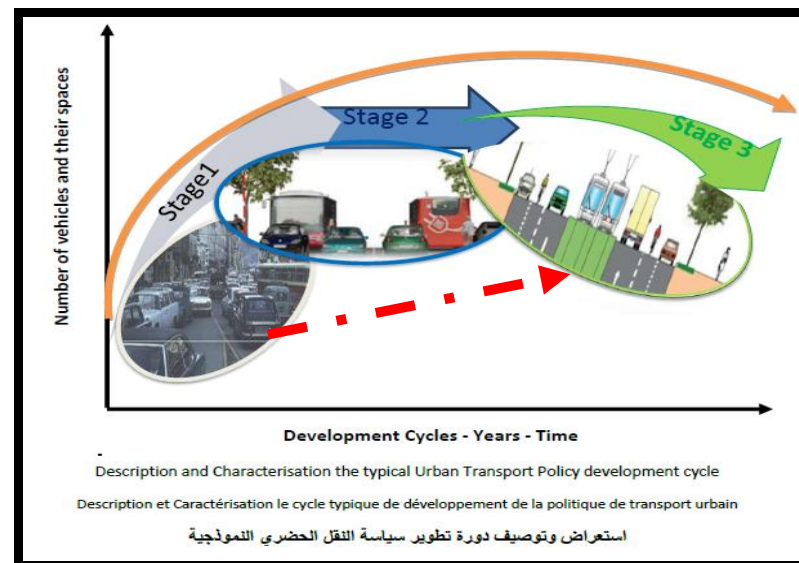 Number of vehicles and their spaces
Stage1
Stage 2
Stage 3
Development Cycles - Years - Time
Description and Characterisation the typical Urban Transport Policy development cycle
Description et Caractérisation le cycle typique de développement de la politique de transport urbain
استعراض وتوصيف دورة تطوير سياسة النقل الحضري النموذجية